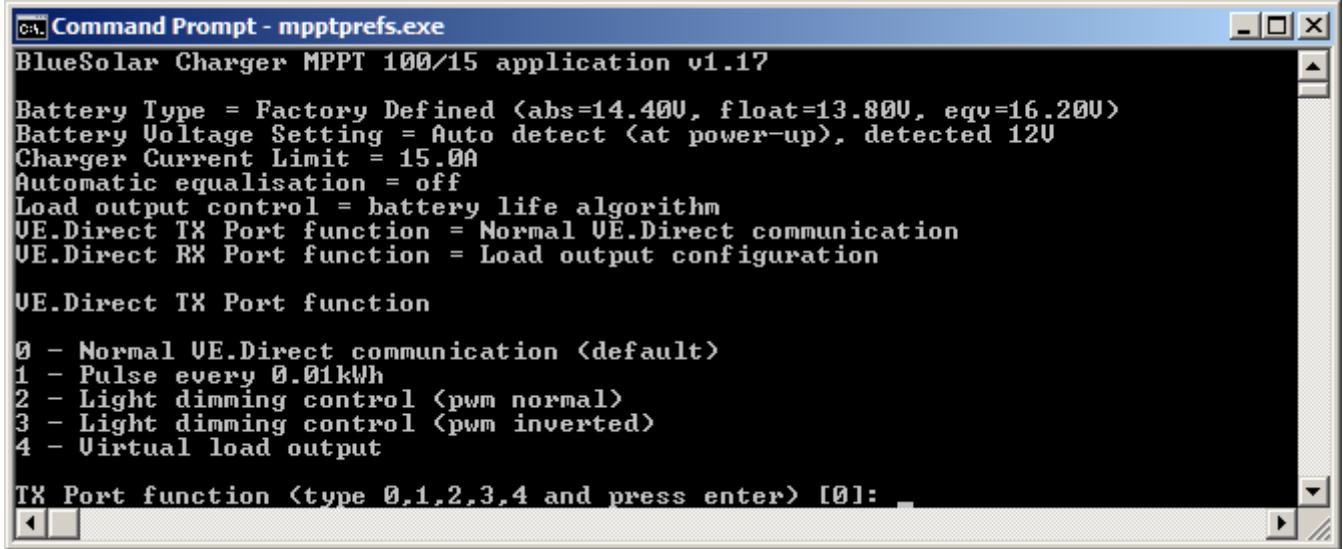 Command Prompt - mpptprefs.exe
BlueSolar Charger MPPT 100/15 application v1.17
Battery Type = Factory Defined (abs=14.40V, float=13.80V, eqv=16.20V)
Battery Voltage Setting = Auto detect (at power-up), detected 12V
Charger Current Limit = 15.0A
Automatic equalisation = off
Load output control = battery life algorithm
VE.Direct TX Port function = Normal VE.Direct communication
VE.Direct RX Port function = Load output configuration
VE.Direct TX Port function
0 - Normal VE.Direct communication (default)
1 - Pulse every 0.01kWh
2 - Light dimming control (pwm normal)
3 - Light dimming control (pwm inverted)
4 - Virtual load output
TX Port function (type 0,1,2,3,4 and press enter) [0]: _